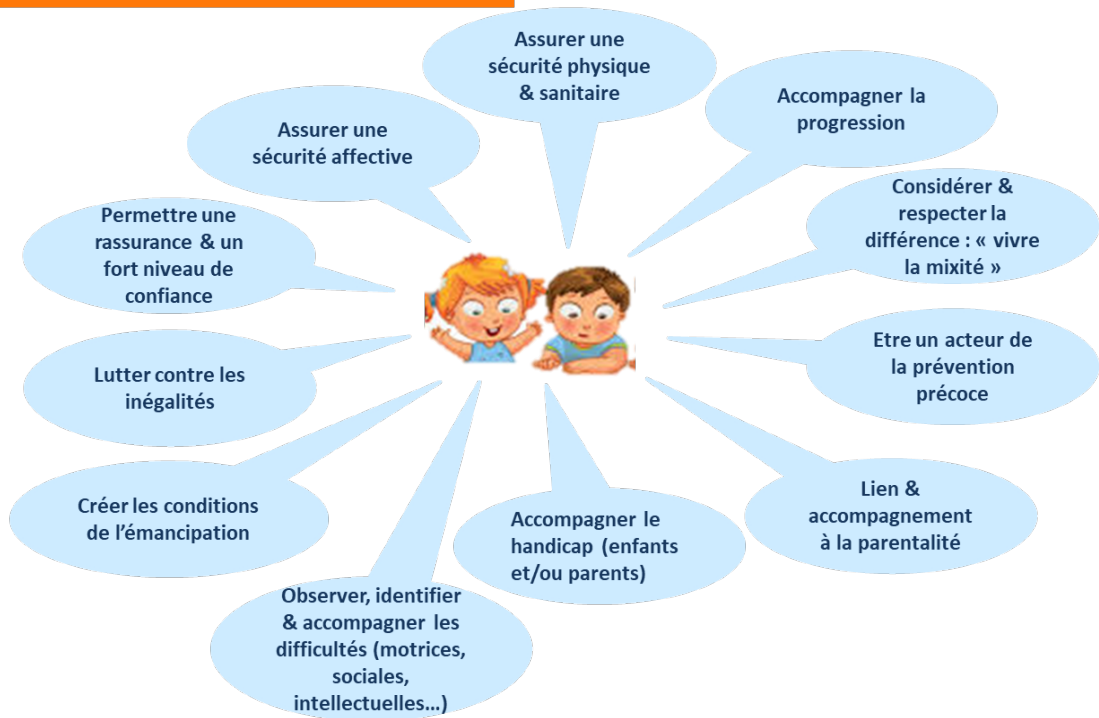 Assurer une
sécurité physique
& sanitaire
Accompagner la
progression
Assurer une
sécurité affective
Considérer &
respecter la
différence : « vivre
la mixité »
Permettre une
rassurance & un
fort niveau de
confiance
Etre un acteur de
la prévention
précoce
Lutter contre les
inégalités
Lien &
accompagnement
à la parentalité
Créer les conditions
de l'émancipation
Accompagner le
handicap (enfants
et/ou parents)
Observer, identifier
& accompagner les
difficultés (motrices,
sociales,
intellectuelles…)